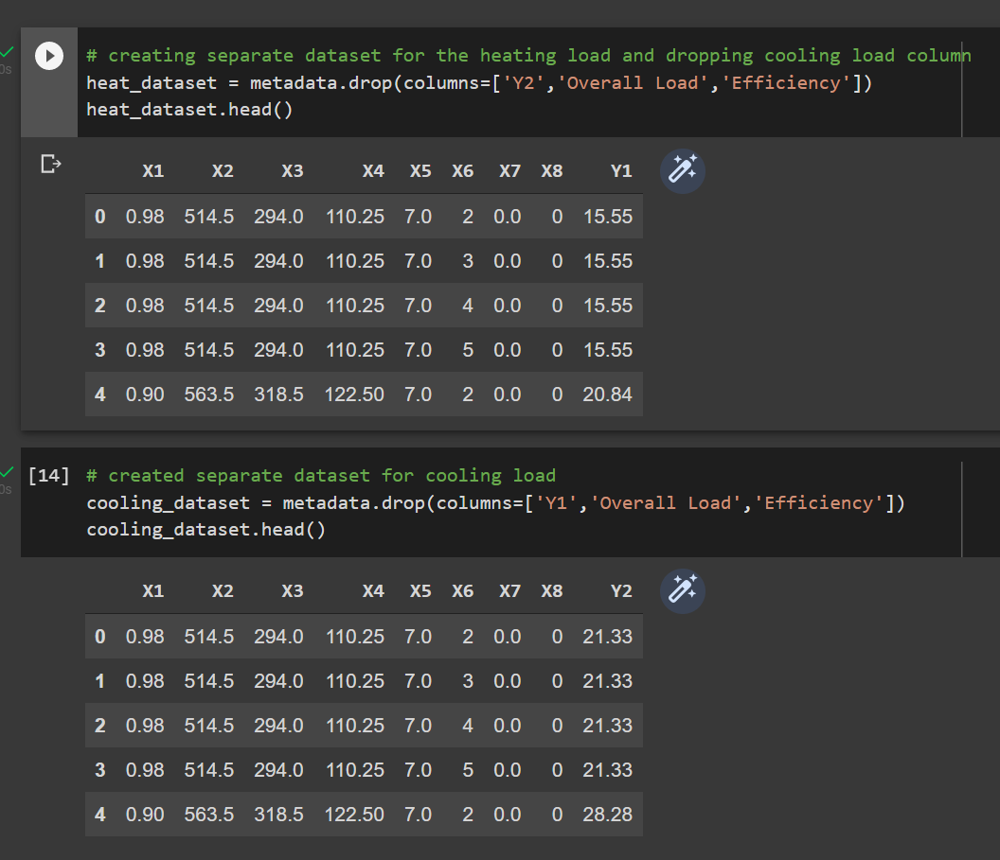 # creating separate dataset for the heating load and dropping cooling load column
heat_dataset = metadata.drop(columns=['Y2','Overall Load','Efficiency'])
0s
heat_dataset.head()
X1 X2 X3 X4 X5 X6 X7 X8 Y1
0 0.98 514.5 294.0 110.25 7.0 2 0.0 0 15.55
1 0.98 514.5 294.0 110.25 7.0 3 0.0 0 15.55
2 0.98 514.5 294.0 110.25 7.0 4 0.0 0 15.55
3 0.98 514.5 294.0 110.25 7.0 5 0.0 0 15.55
4 0.90 563.5 318.5 122.50 7.0 2 0.0 0 20.84
[14] # created separate dataset for cooling load
0s
cooling_dataset = metadata.drop(columns=['Y1','Overall Load','Efficiency'])
cooling_dataset.head()
X1 X2 X3 X4 X5 X6 X7 X8 Y2
0 0.98 514.5 294.0 110.25 7.0 2 0.0 0 21.33
1 0.98 514.5 294.0 110.25 7.0 3 0.0 0 21.33
2 0.98 514.5 294.0 110.25 7.0 4 0.0 0 21.33
3 0.98 514.5 294.0 110.25 7.0 5 0.0 0 21.33
4 0.90 563.5 318.5 122.50 7.0 2 0.0 0 28.28